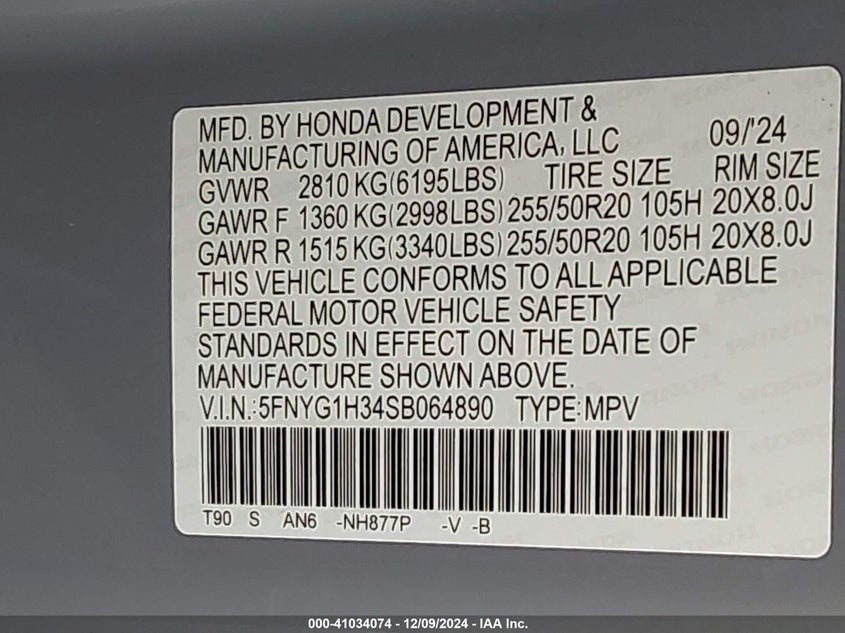 MFD. BY HONDA DEVELOPMENT &
MANUFACTURING OF AMERICA, LLC 09/'24
GVWR 2810 KG(6195LBS) TIRE SIZE RIM SIZE
GAWR F 1360 KG(2998LBS) 255/50R20 105H 20X8.0J
GAWR R 1515 KG(3340LBS) 255/50R20 105H 20X8.0J
THIS VEHICLE CONFORMS TO ALL APPLICABLE
FEDERAL MOTOR VEHICLE SAFETY
STANDARDS IN EFFECT ON THE DATE OF
MANUFACTURE SHOWN ABOVE.
V.I.N.:5FNYG1H34SB064890 TYPE:MPV
T90 S AN6 -NH877P -V -B
000-41034074 - 12/09/2024 - IAA Inc.